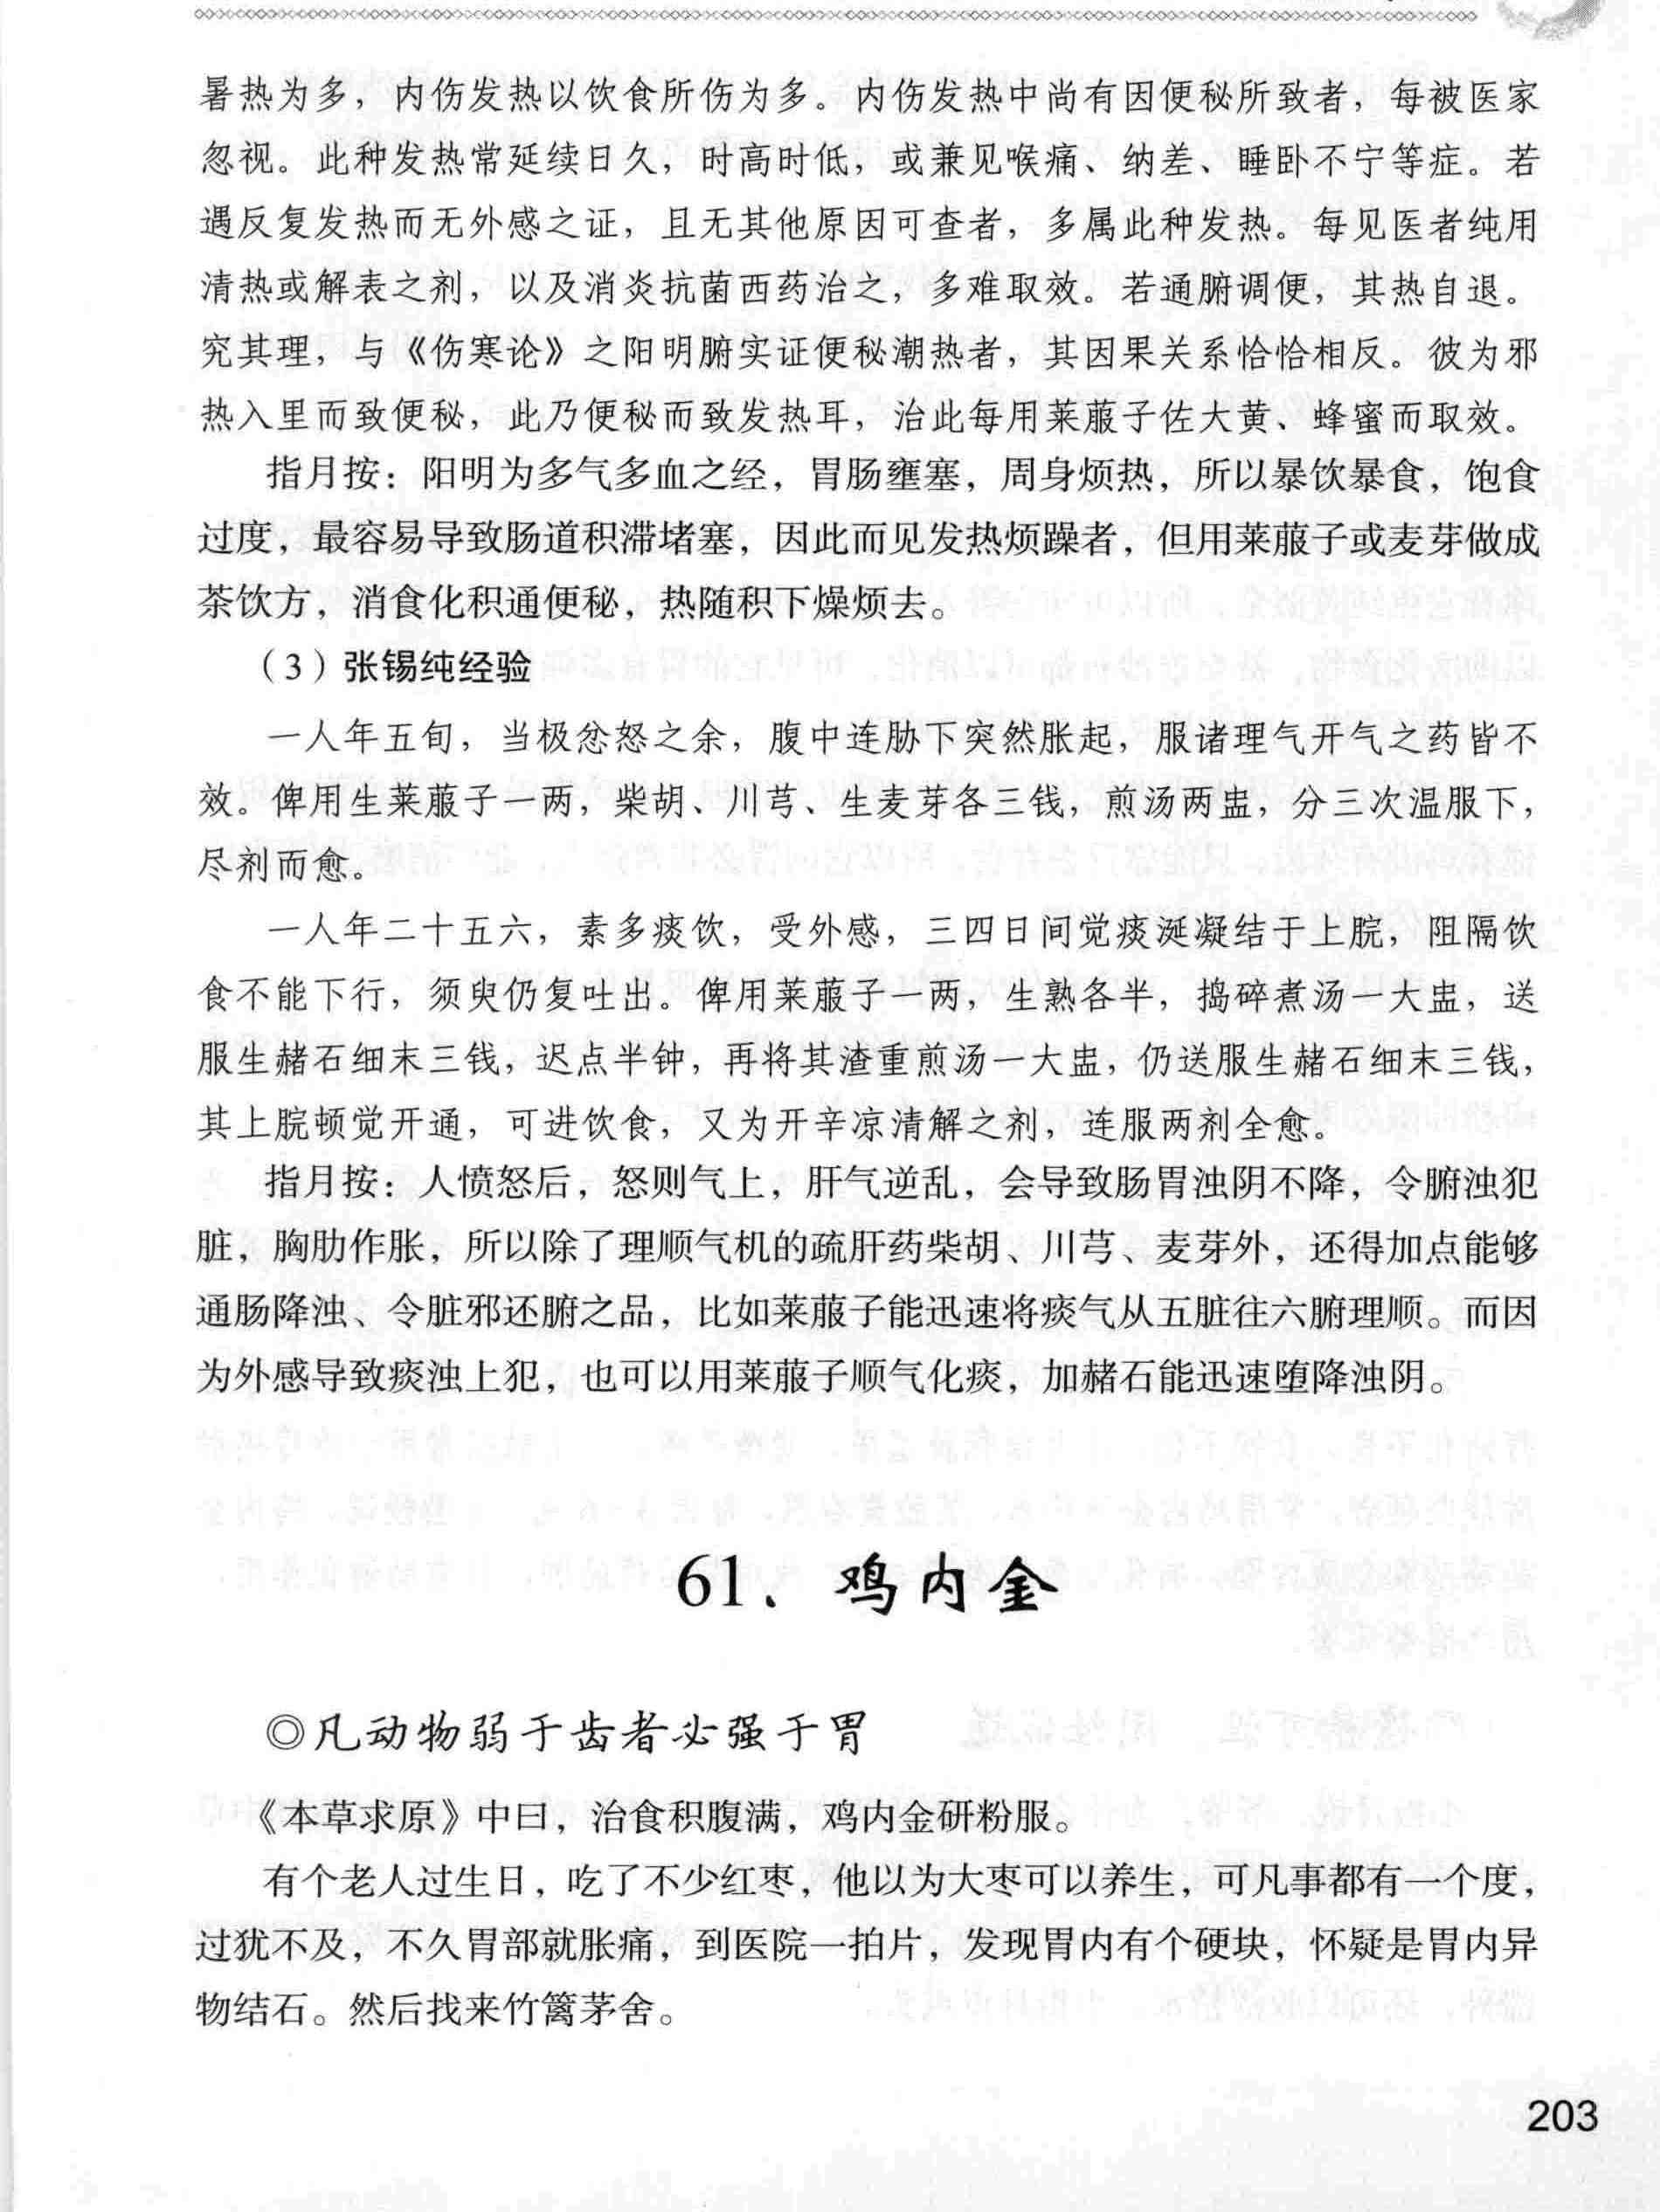 暑热为多，内伤发热以饮食所伤为多。内伤发热中尚有因便秘所致者，每被医家
忽视。此种发热常延续日久，时高时低，或兼见喉痛、纳差、睡卧不宁等症。若
遇反复发热而无外感之证，且无其他原因可查者，多属此种发热。每见医者纯用
清热或解表之剂，以及消炎抗菌西药治之，多难取效。若通腑调便，其热自退。
究其理，与《伤寒论》之阳明腑实证便秘潮热者，其因果关系恰恰相反。彼为邪
热入里而致便秘，此乃便秘而致发热耳，治此每用莱菔子佐大黄、蜂蜜而取效。
指月按：阳明为多气多血之经，胃肠壅塞，周身烦热，所以暴饮暴食，饱食
过度，最容易导致肠道积滞堵塞，因此而见发热烦躁者，但用莱菔子或麦芽做成
茶饮方，消食化积通便秘，热随积下燥烦去。
（3）张锡纯经验
一人年五旬，当极忿怒之余，腹中连胁下突然胀起，服诸理气开气之药皆不
效。俾用生莱菔子一两，柴胡、川芎、生麦芽各三钱，煎汤两盅，分三次温服下，
尽剂而愈。
一人年二十五六，素多痰饮，受外感，三四日间觉痰涎凝结于上脘，阻隔饮
食不能下行，须臾仍复吐出。俾用莱菔子一两，生熟各半，捣碎煮汤一大盅，送
服生赭石细末三钱，迟点半钟，再将其渣重煎汤一大盅，仍送服生赭石细末三钱，
其上脘顿觉开通，可进饮食，又为开辛凉清解之剂，连服两剂全愈。
指月按：人愤怒后，怒则气上，肝气逆乱，会导致肠胃浊阴不降，令腑浊犯
脏，胸肋作胀，所以除了理顺气机的疏肝药柴胡、川芎、麦芽外，还得加点能够
通肠降浊、令脏邪还腑之品，比如莱菔子能迅速将痰气从五脏往六腑理顺。而因
为外感导致痰浊上犯，也可以用莱菔子顺气化痰，加赭石能迅速堕降浊阴。
61、鸡内金
◎凡动物弱于齿者必强于胃
《本草求原》中曰，治食积腹满，鸡内金研粉服。
有个老人过生日，吃了不少红枣，他以为大枣可以养生，可凡事都有一个度，
过犹不及，不久胃部就胀痛，到医院一拍片，发现胃内有个硬块，怀疑是胃内异
物结石。然后找来竹篱茅舍。
203